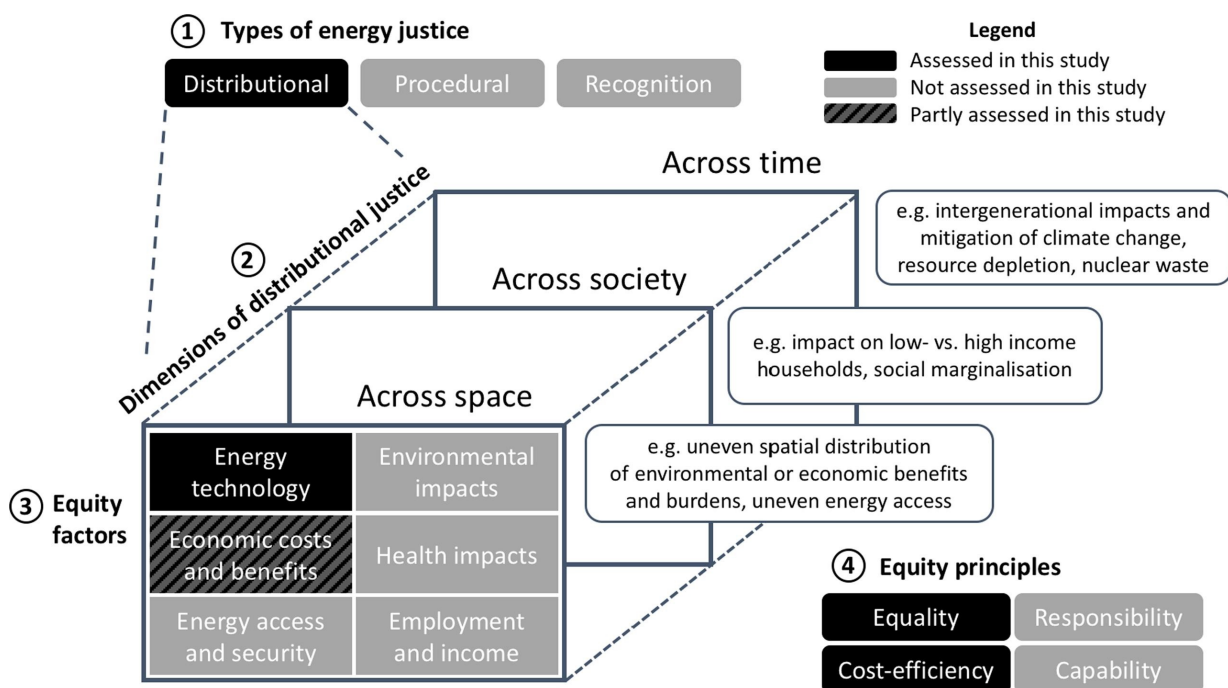 ① Types of energy justice
Distributional
Procedural
Recognition
Legend
Assessed in this study
Not assessed in this study
Partly assessed in this study
②
Dimensions of distributional justice
Across time
e.g. intergenerational impacts and
mitigation of climate change,
resource depletion, nuclear waste
Across society
e.g. impact on low- vs. high income
households, social marginalisation
Across space
e.g. uneven spatial distribution
of environmental or economic benefits
and burdens, uneven energy access
③ Equity
factors
Energy
technology
Environmental
impacts
Economic costs
and benefits
Health impacts
Energy access
and security
Employment
and income
④ Equity principles
Equality
Responsibility
Cost-efficiency
Capability